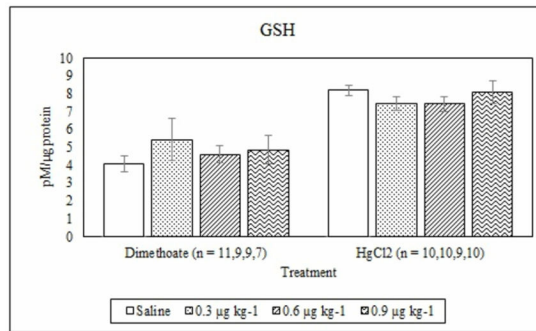 GSH
pM/µg protein
10
9
8
7
6
5
4
3
2
1
0
Dimethoate (n = 11,9,9,7)
HgCl2 (n = 10,10,9,10)
Treatment
Saline
0.3 µg kg-1
0.6 µg kg-1
0.9 µg kg-1